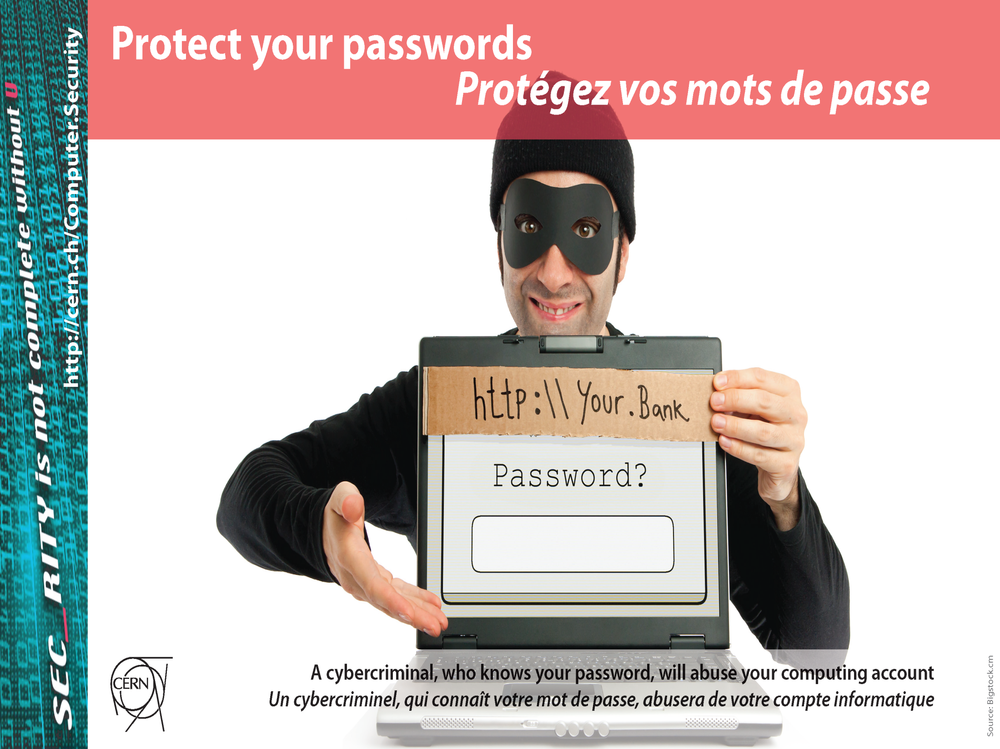 Protect your passwords
Protégez vos mots de passe
SEC_RITY is not complete without U
http://cern.ch/Computer.Security
http:\\ Your.Bank
Password?
CERN
A cybercriminal, who knows your password, will abuse your computing account
Un cybercriminel, qui connaît votre mot de passe, abusera de votre compte informatique
Source: Bigstock.cm